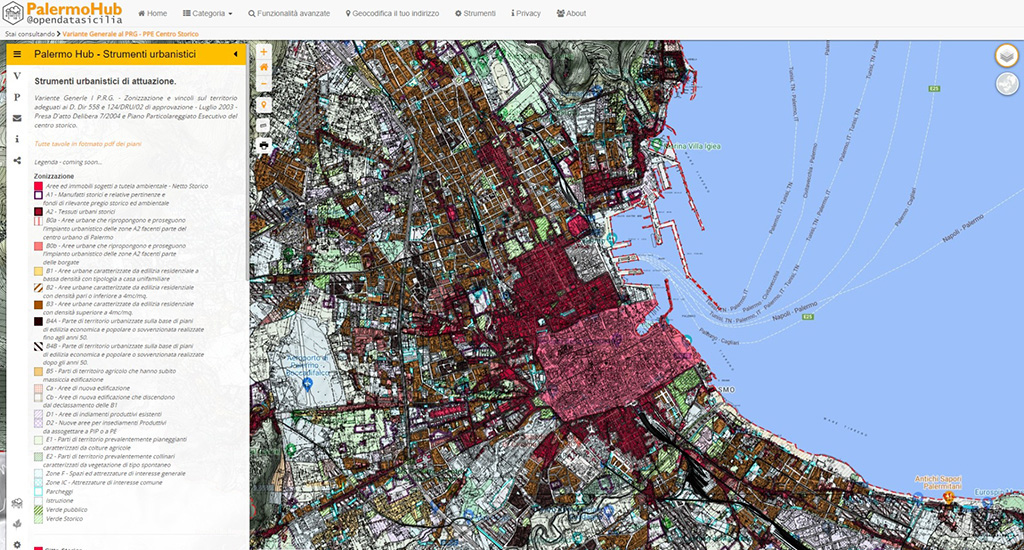 PalermoHub
@opendatasicilia
Home
Categoria
Funzionalità avanzate
Geocodifica il tuo indirizzo
Strumenti
Privacy
About
Stai consultando
Variante Generale al PRG - PPE Centro Storico
Palermo Hub - Strumenti urbanistici
V
P
Strumenti urbanistici di attuazione.
Variante Generle l P.R.G. - Zonizzazione e vincoli sul territorio
adeguati ai D. Dir 558 e 124/DRU/02 di approvazione - Luglio 2003 -
Presa D'atto Delibera 7/2004 e Piano Particolareggiato Esecutivo del
centro storico.
Tutte tavole in fotmato pdf dei piani
Legenda - coming soon...
Zonizzazione
Aree ed immobili sogetti a tutela ambientale - Netto Storico
A1 - Manufatti storici e relative pertinenze e
fondi di rilevante pregio storico ed ambientale
A2 - Tessuti urbani storici
B0a - Aree urbane che ripropongono e proseguono
l'impianto urbanistico delle zone A2 facenti parte del
centro urbano di Palermo
B0b - Aree urbane che ripropongono e proseguono
l'impianto urbanistico delle zone A2 facenti parte
delle borgate
B1 - Aree urbane caratterizzate da edilizia residenziale a
bassa densità con tipologia a casa unifamiliare
B2 - Aree urbane caratterizzate da edilizia residenziale
con densità pari o inferiore a 4mc/mq.
B3 - Aree urbane caratterizzate da edilizia residenziale
con densità superiore a 4mc/mq.
B4A - Parte di territorio urbanizzate sulla base di piani
di edilizia economica e popolare o sovvenzionata realizzate
fino agli anni 50.
B4B - Parte di territorio urbanizzate sulla base di piani
di edilizia economica e popolare o sovvenzionata realizzate
dopo gli anni 50.
B5 - Parti di territoiro agricolo che hanno subito
massiccia edificazione
Ca - Aree di nuova edificazione
Cb - Aree di nuova edificazione che discendono
dal declassamento delle B1
D1 - Aree di indiamenti produttivi esistenti
D2 - Nuove aree per insediamenti Produttivi
da assogettare a PIP o a PE
E1 - Parti di territorio prevalentemente pianeggianti
caratterizzati da colture agricole
E2 - Parti di territorio prevalentemente collinari
caratterizzati da vegetazione di tipo spontaneo
Zone F - Spazi ed attrezzature di interesse generale
Zone IC - Attrezzature di interesse comune
Parcheggi
Istruzione
Verde pubblico
Verde Storico
Marina Villa Igiea
E25
Napoli - Palermo
Napoli - Palermo
E25
Palermo - Cagliari
SMD
Antichi Sapori
Palermitani